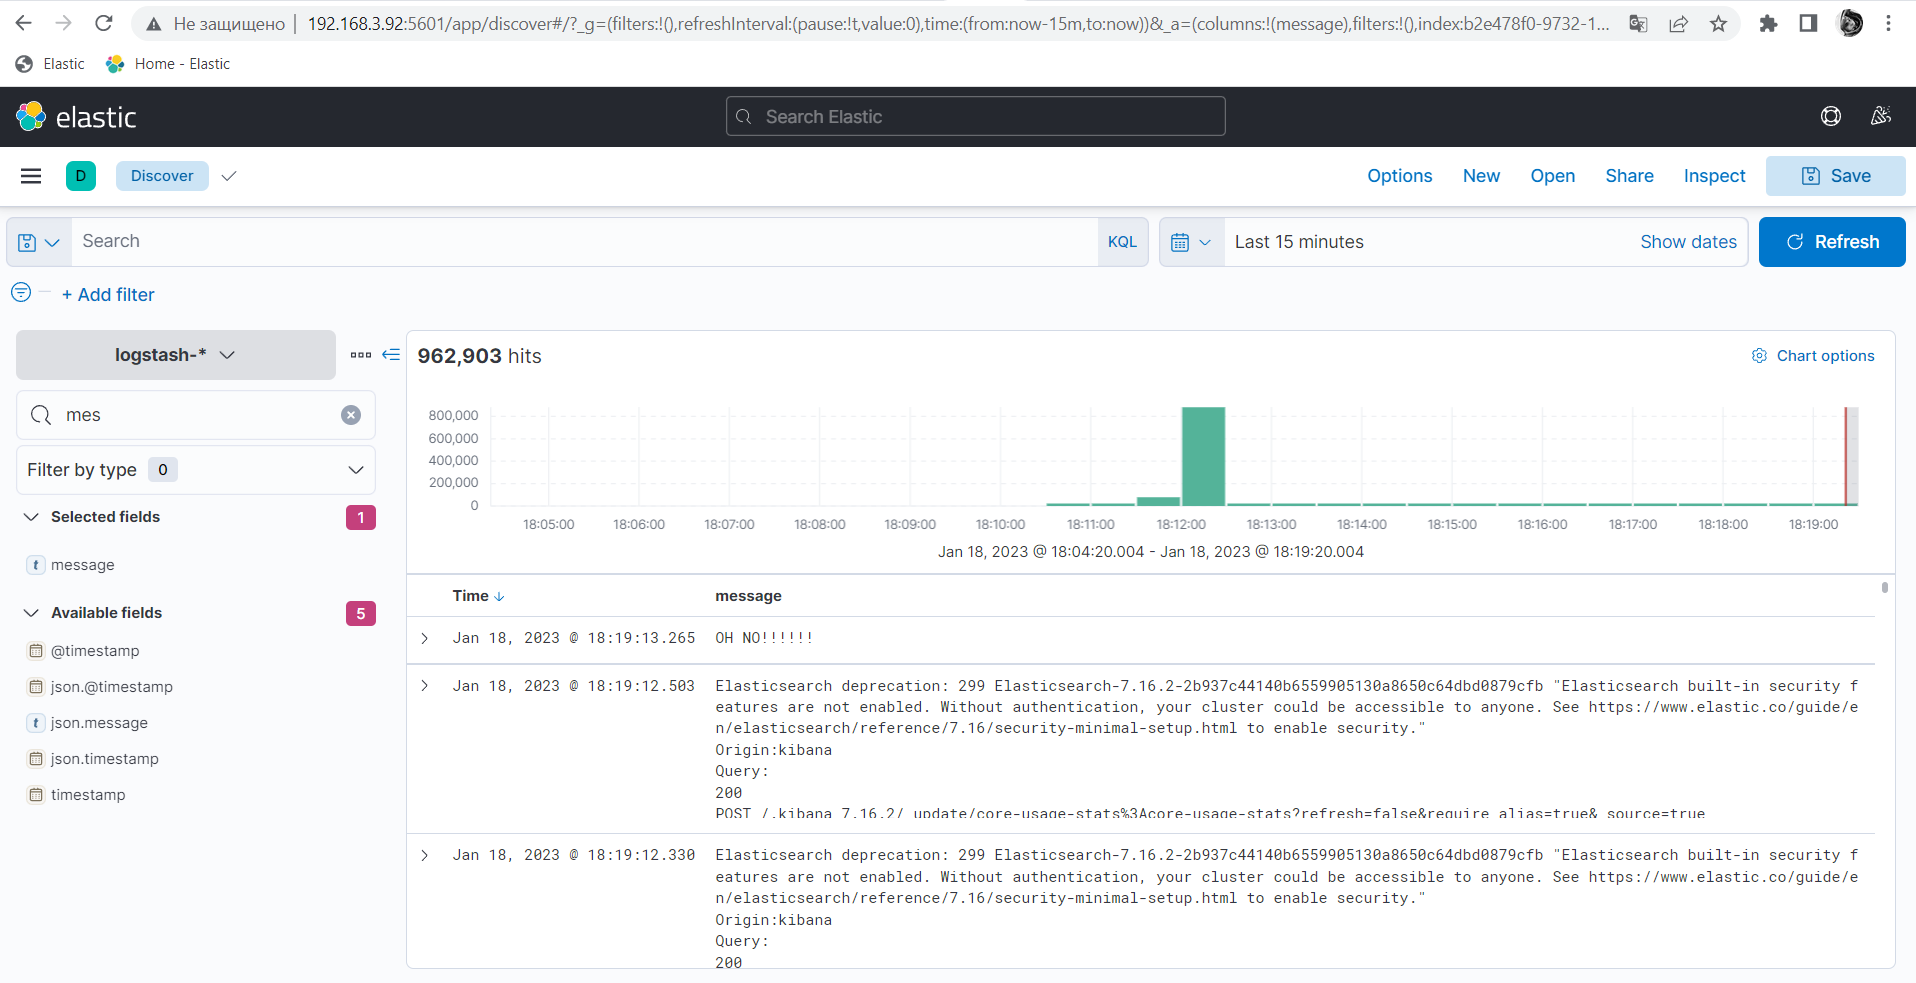 Не защищено
192.168.3.92:5601/app/discover#/?_g=(filters:!(),refreshInterval:(pause:!t,value:0),time:(from:now-15m,to:now))&_a=(columns:!(message),filters:!(),index:b2e478f0-9732-1...
Elastic
Home - Elastic
elastic
Search Elastic
D
Discover
Options
New
Open
Share
Inspect
Save
Search
KQL
Last 15 minutes
Show dates
Refresh
+ Add filter
logstash-*
962,903 hits
Chart options
mes
Filter by type 0
Selected fields 1
message
Available fields 5
@timestamp
json.@timestamp
json.message
json.timestamp
timestamp
800,000
600,000
400,000
200,000
0
18:05:00 18:06:00 18:07:00 18:08:00 18:09:00 18:10:00 18:11:00 18:12:00 18:13:00 18:14:00 18:15:00 18:16:00 18:17:00 18:18:00 18:19:00
Jan 18, 2023 @ 18:04:20.004 - Jan 18, 2023 @ 18:19:20.004
Time message
Jan 18, 2023 @ 18:19:13.265 OH NO!!!!!!
Jan 18, 2023 @ 18:19:12.503 Elasticsearch deprecation: 299 Elasticsearch-7.16.2-2b937c44140b6559905130a8650c64dbd0879cfb "Elasticsearch built-in security f
eatures are not enabled. Without authentication, your cluster could be accessible to anyone. See https://www.elastic.co/guide/e
n/elasticsearch/reference/7.16/security-minimal-setup.html to enable security."
Origin:kibana
Query:
200
POST /.kibana_7.16.2/_update/core-usage-stats%3Acore-usage-stats?refresh=false&require_alias=true&_source=true
Jan 18, 2023 @ 18:19:12.330 Elasticsearch deprecation: 299 Elasticsearch-7.16.2-2b937c44140b6559905130a8650c64dbd0879cfb "Elasticsearch built-in security f
eatures are not enabled. Without authentication, your cluster could be accessible to anyone. See https://www.elastic.co/guide/e
n/elasticsearch/reference/7.16/security-minimal-setup.html to enable security."
Origin:kibana
Query:
200